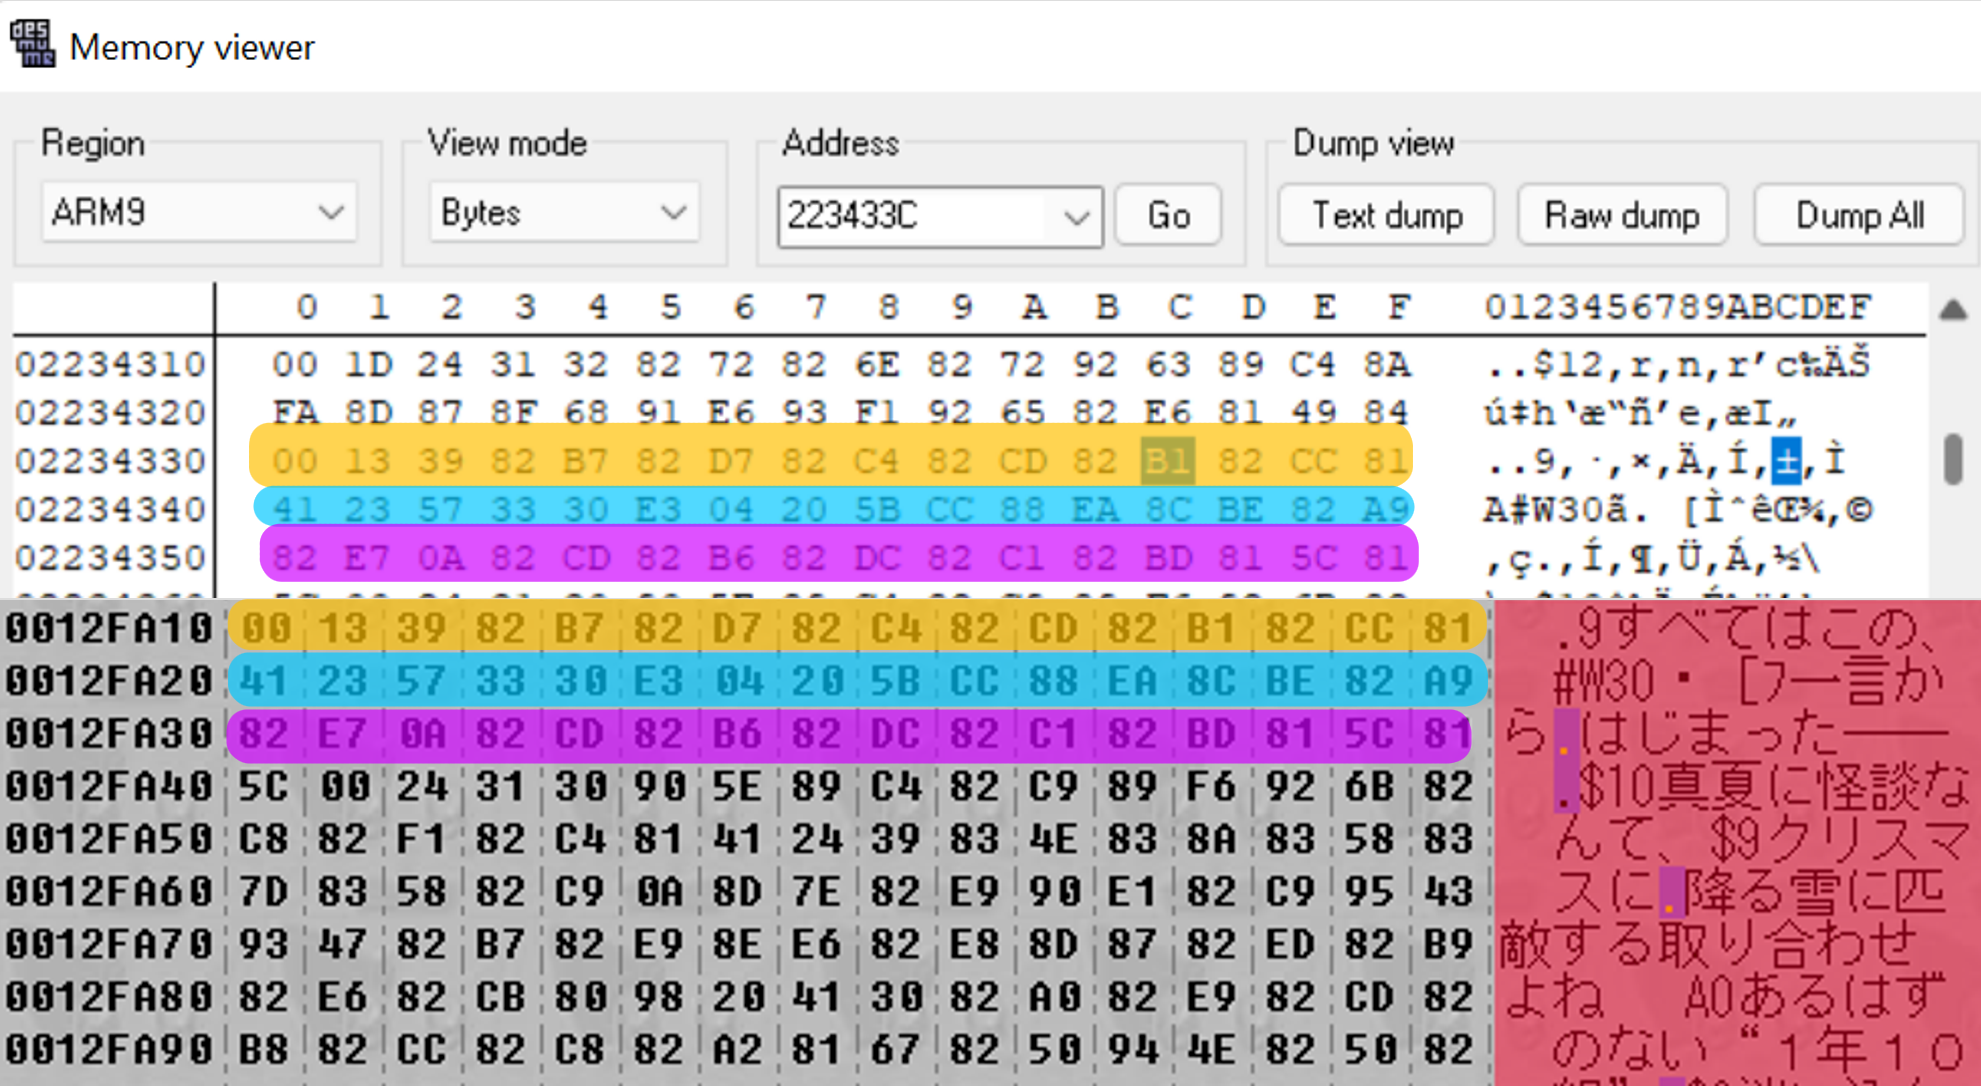 des
mu
me
Memory viewer
Region
View mode
Address
Dump view
ARM9
Bytes
223433C
Go
Text dump
Raw dump
Dump All
0 1 2 3 4 5 6 7 8 9 A B C D E F 0123456789ABCDEF
02234310 00 1D 24 31 32 82 72 82 6E 82 72 92 63 89 C4 8A ..$12‚r‚n‚r’c‰ÄŠ
02234320 FA 8D 87 8F 68 91 E6 93 F1 92 65 82 E6 81 49 84 ú‡h‘æ“ñ’e‚æI„
02234330 00 13 39 82 B7 82 D7 82 C4 82 CD 82 B1 82 CC 81 ..9‚·‚×‚Ä‚Í‚±‚Ì
02234340 41 23 57 33 30 E3 04 20 5B CC 88 EA 8C BE 82 A9 A#W30ã. [ÌˆêŒ¾‚©
02234350 82 E7 0A 82 CD 82 B6 82 DC 82 C1 82 BD 81 5C 81 ‚ç.‚Í‚¶‚Ü‚Á‚½\
0012FA10 00 13 39 82 B7 82 D7 82 C4 82 CD 82 B1 82 CC 81 .9すべてはこの、
0012FA20 41 23 57 33 30 E3 04 20 5B CC 88 EA 8C BE 82 A9 #W30・ [フ一言か
0012FA30 82 E7 0A 82 CD 82 B6 82 DC 82 C1 82 BD 81 5C 81 ら.はじまった――
0012FA40 5C 00 24 31 30 90 5E 89 C4 82 C9 89 F6 92 6B 82 .$10真夏に怪談な
0012FA50 C8 82 F1 82 C4 81 41 24 39 83 4E 83 8A 83 58 83 んて、$9クリスマ
0012FA60 7D 83 58 82 C9 0A 8D 7E 82 E9 90 E1 82 C9 95 43 スに.降る雪に匹
0012FA70 93 47 82 B7 82 E9 8E E6 82 E8 8D 87 82 ED 82 B9 敵する取り合わせ
0012FA80 82 E6 82 CB 80 98 20 41 30 82 A0 82 E9 82 CD 82 よね A0あるはず
0012FA90 B8 82 CC 82 C8 82 A2 81 67 82 50 94 4E 82 50 82 のない“１年１０